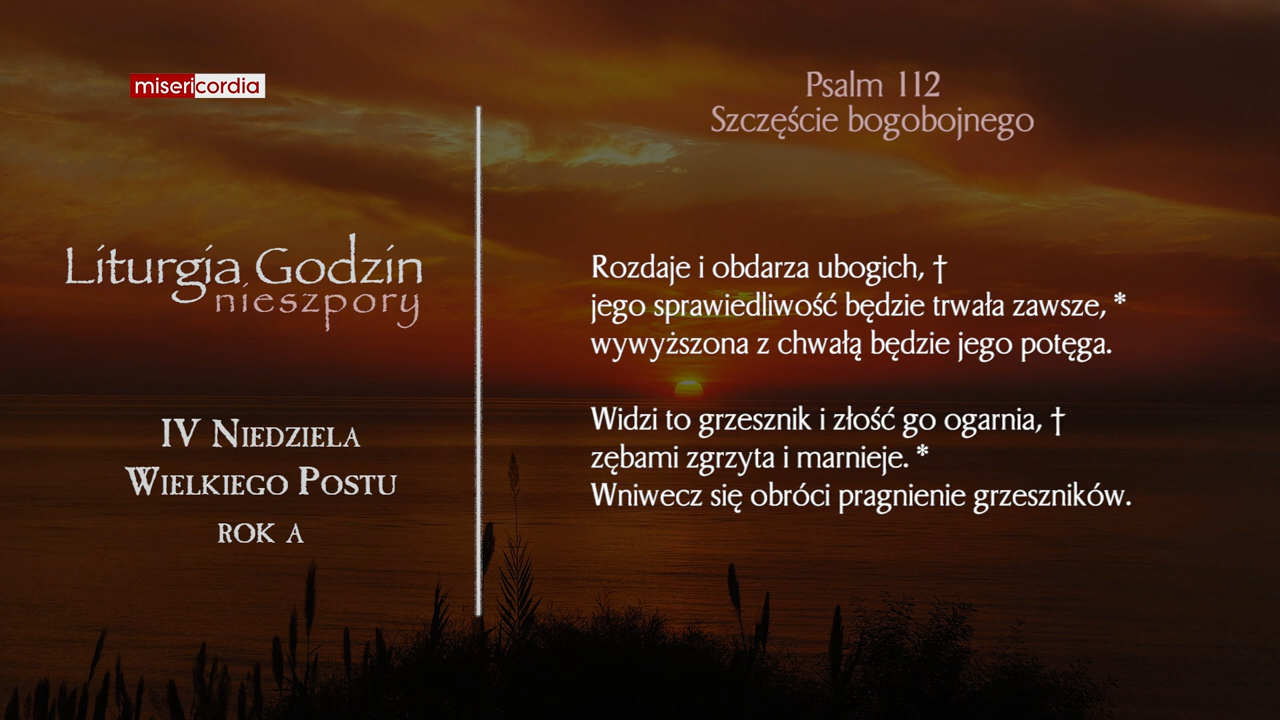 misericordia
Liturgia Godzin
nieszpory
IV Niedziela
Wielkiego Postu
rok A
Psalm 112
Szczęście bogobojnego
Rozdaje i obdarza ubogich, †
jego sprawiedliwość będzie trwała zawsze, *
wywyższona z chwałą będzie jego potęga.
Widzi to grzesznik i złość go ogarnia, †
zębami zgrzyta i marnieje. *
Wniwecz się obróci pragnienie grzeszników.